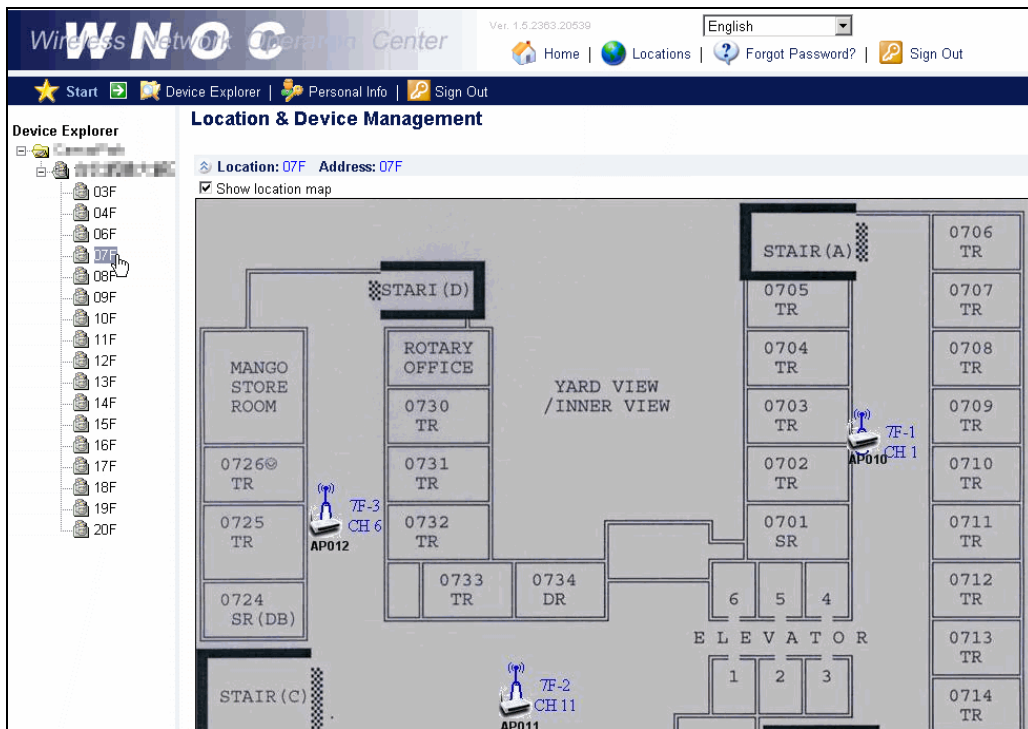 WNOC
Wireless Network Operation Center
Ver. 1.5.2363.20539
English
Home | Locations | Forgot Password? | Sign Out
Start Device Explorer | Personal Info | Sign Out
Device Explorer
03F
04F
06F
07F
08F
09F
10F
11F
12F
13F
14F
15F
16F
17F
18F
19F
20F
Location & Device Management
Location: 07F Address: 07F
Show location map
STARI(D)
MANGO
STORE
ROOM
0726
TR
0725
TR
0724
SR(DB)
STAIR(C)
7F-3
CH 6
AP012
ROTARY
OFFICE
0730
TR
0731
TR
0732
TR
0733
TR
0734
DR
YARD VIEW
/INNER VIEW
7F-2
CH 11
AP011
STAIR(A)
0705
TR
0704
TR
0703
TR
0702
TR
0701
SR
6 5 4
ELEVATOR
1 2 3
7F-1
CH 1
AP010
0706
TR
0707
TR
0708
TR
0709
TR
0710
TR
0711
TR
0712
TR
0713
TR
0714
TR